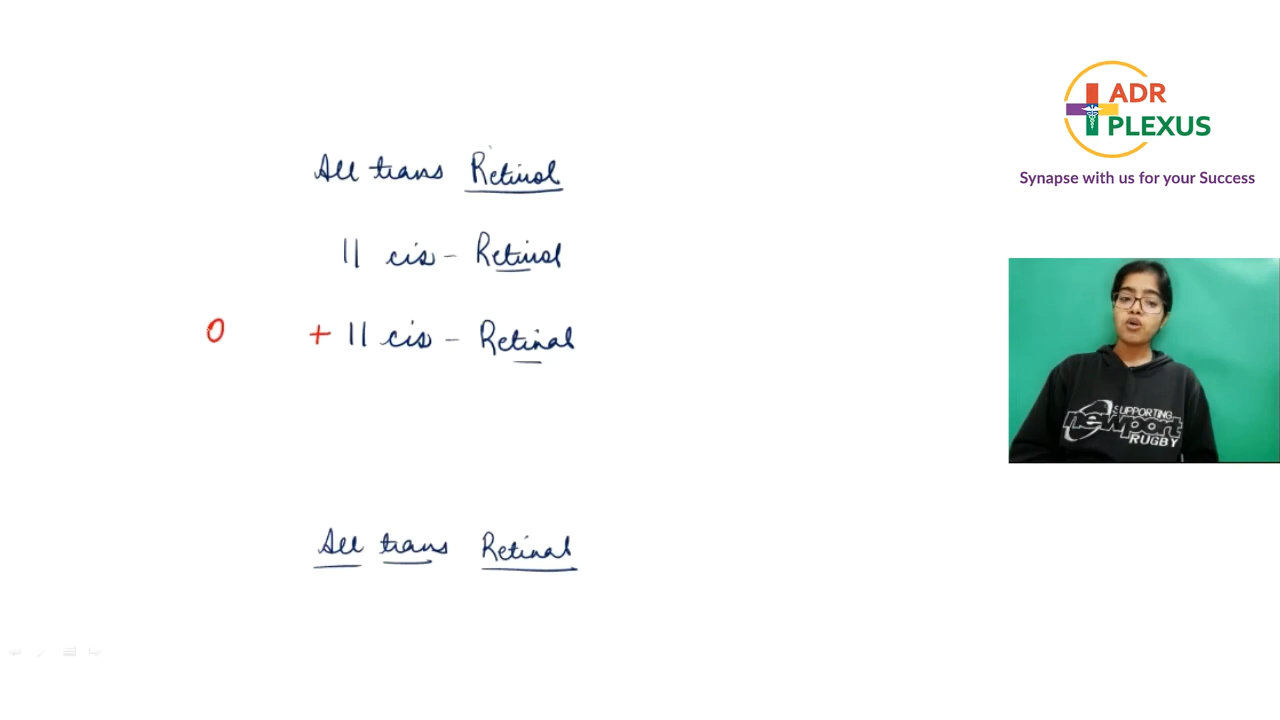 ADR
PLEXUS
Synapse with us for your Success
All trans Retinol
11 cis - Retinol
O + 11 cis - Retinal
All trans Retinal
SUPPORTING
newport
RUGBY